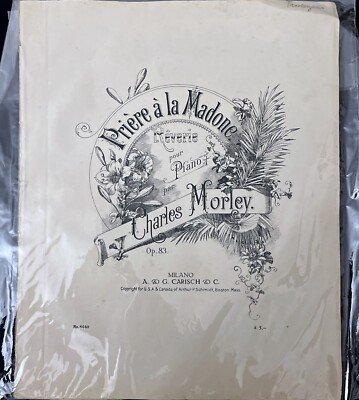 Prière à la Madone
Rêverie
pour
Piano
par
Charles Morley.
Op. 83.
MILANO
A. & G. CARISCH & C.
Copyright for U.S.A & Canada of Arthur P. Schmidt, Boston Mass.